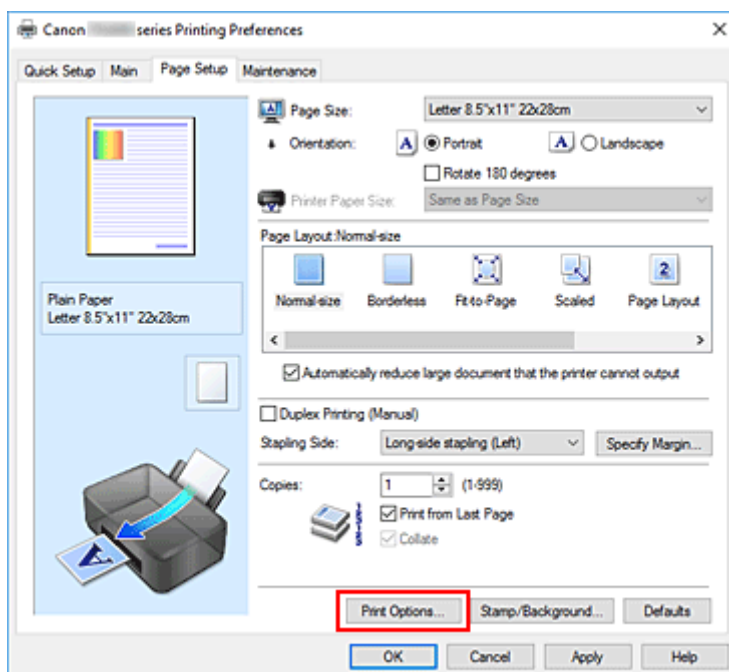 Canon series Printing Preferences
Quick Setup Main Page Setup Maintenance
Page Size: Letter 8.5"x11" 22x28cm
Orientation: A Portrait A Landscape
Rotate 180 degrees
Printer Paper Size: Same as Page Size
Page Layout:Normal-size
Normal-size Borderless Fit-to-Page Scaled Page Layout
Plain Paper
Letter 8.5"x11" 22x28cm
Automatically reduce large document that the printer cannot output
Duplex Printing (Manual)
Stapling Side: Long-side stapling (Left) Specify Margin...
Copies: 1 (1-999)
Print from Last Page
Collate
Print Options... Stamp/Background... Defaults
OK Cancel Apply Help